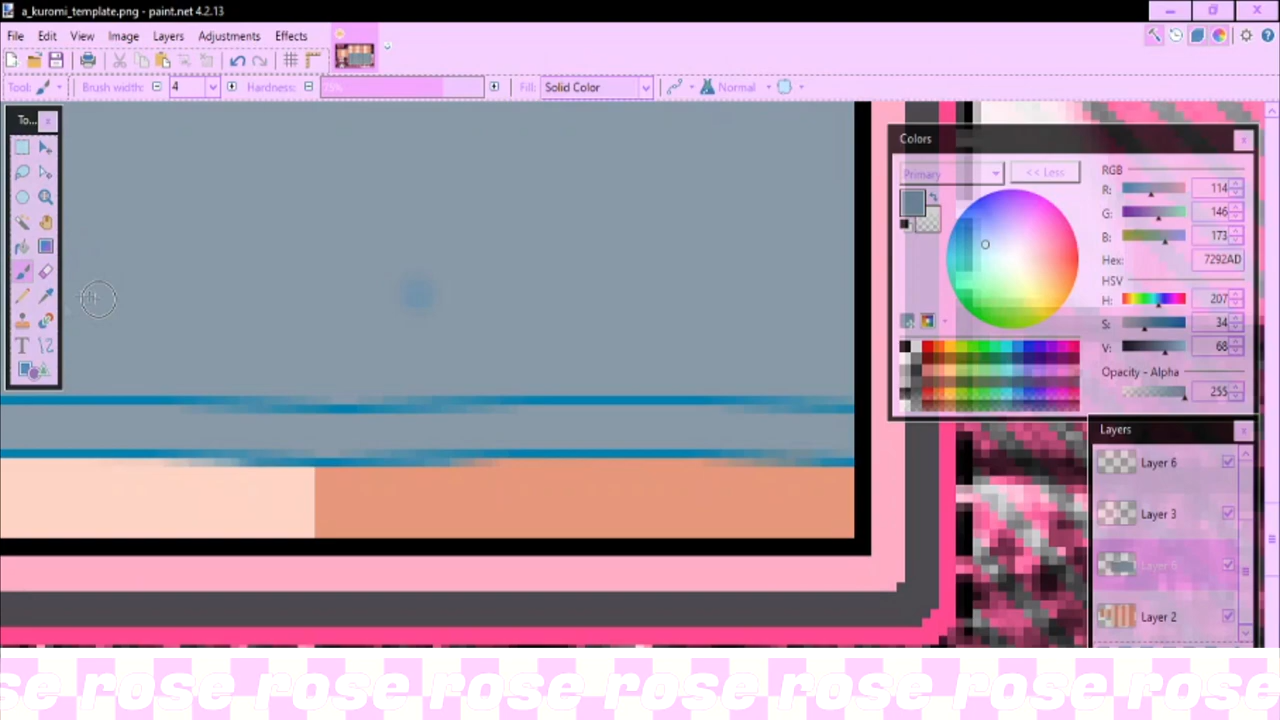 a_kuromi_template.png - paint.net 4.2.13
File Edit View Image Layers Adjustments Effects
Tool: Brush width: 4 Hardness: 75% Fill: Solid Color Normal
To...
Colors
Primary << Less
RGB
R: 114
G: 146
B: 173
Hex: 7292AD
HSV
H: 207
S: 34
V: 68
Opacity - Alpha
255
Layers
Layer 6
Layer 3
Layer 2
se rose rose rose rose rose rose rose